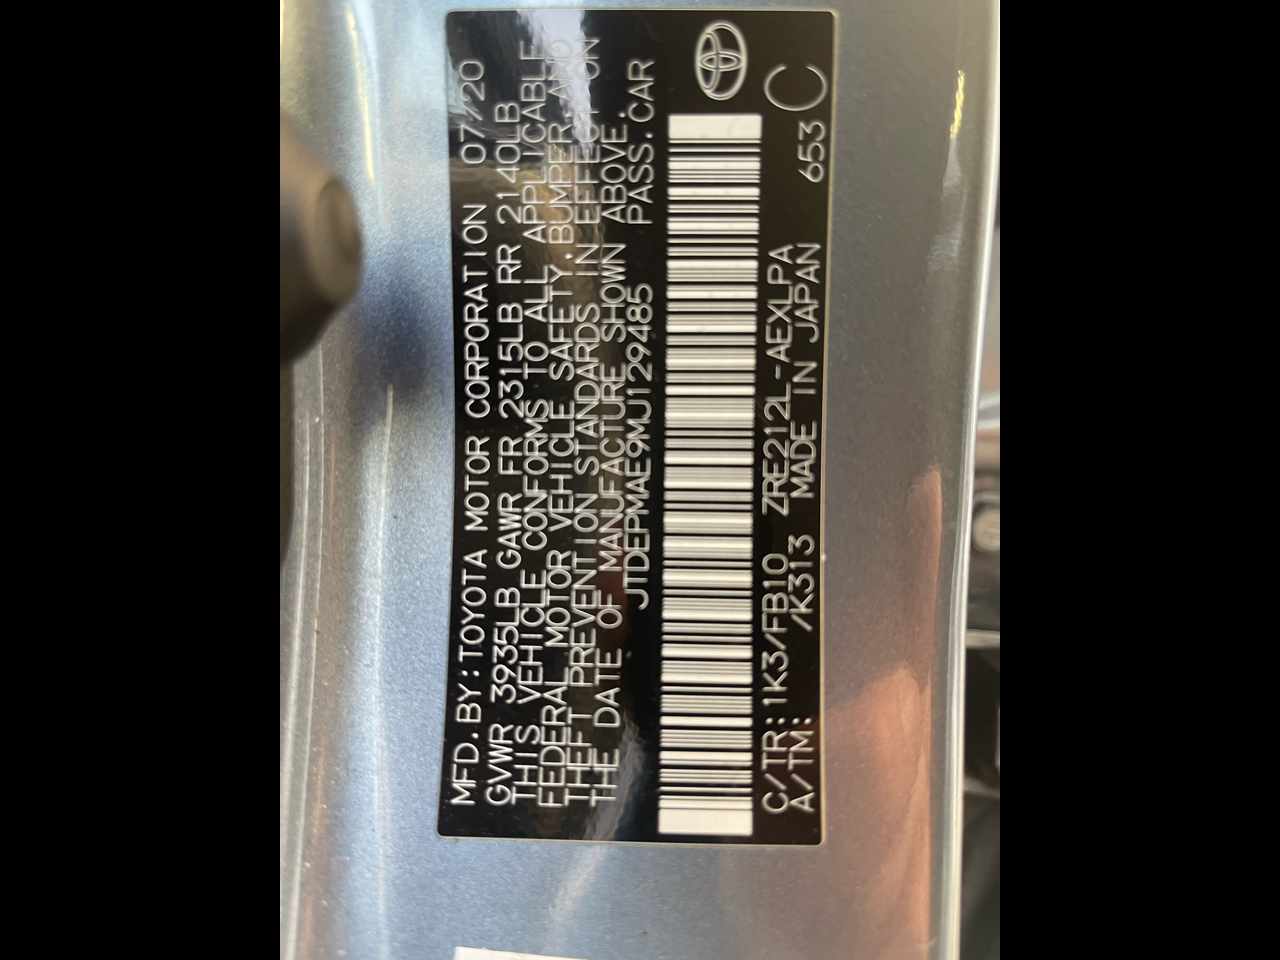 MFD.BY:TOYOTA MOTOR CORPORATION 07/20
GVWR 3935LB GAWR FR 2315LB RR 2140LB
THIS VEHICLE CONFORMS TO ALL APPLICABLE
FEDERAL MOTOR VEHICLE SAFETY,BUMPER,AND
THEFT PREVENTION STANDARDS IN EFFECT ON
THE DATE OF MANUFACTURE SHOWN ABOVE.
JTDEPMAE9MJ129485 PASS.CAR
C/TR:1K3/FB10 ZRE212L-AEXLPA 653 C
A/TM: /K313 MADE IN JAPAN